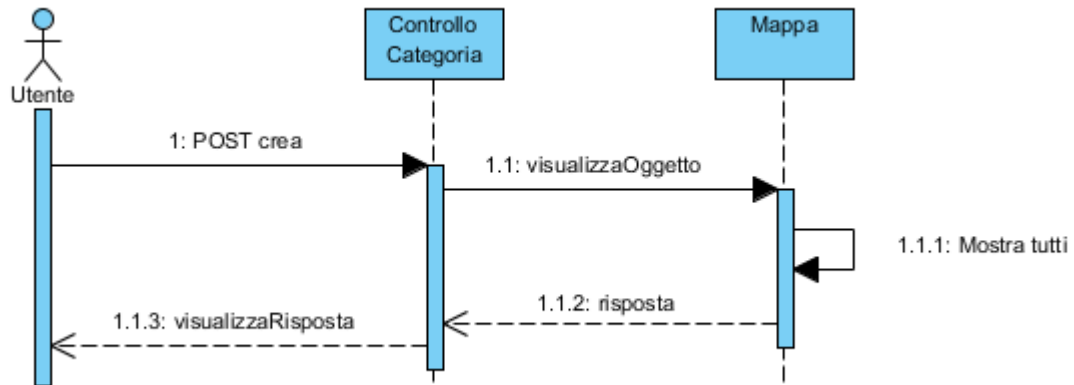 Controllo
Categoria
Mappa
Utente
1: POST crea
1.1: visualizzaOggetto
1.1.1: Mostra tutti
1.1.2: risposta
1.1.3: visualizzaRisposta